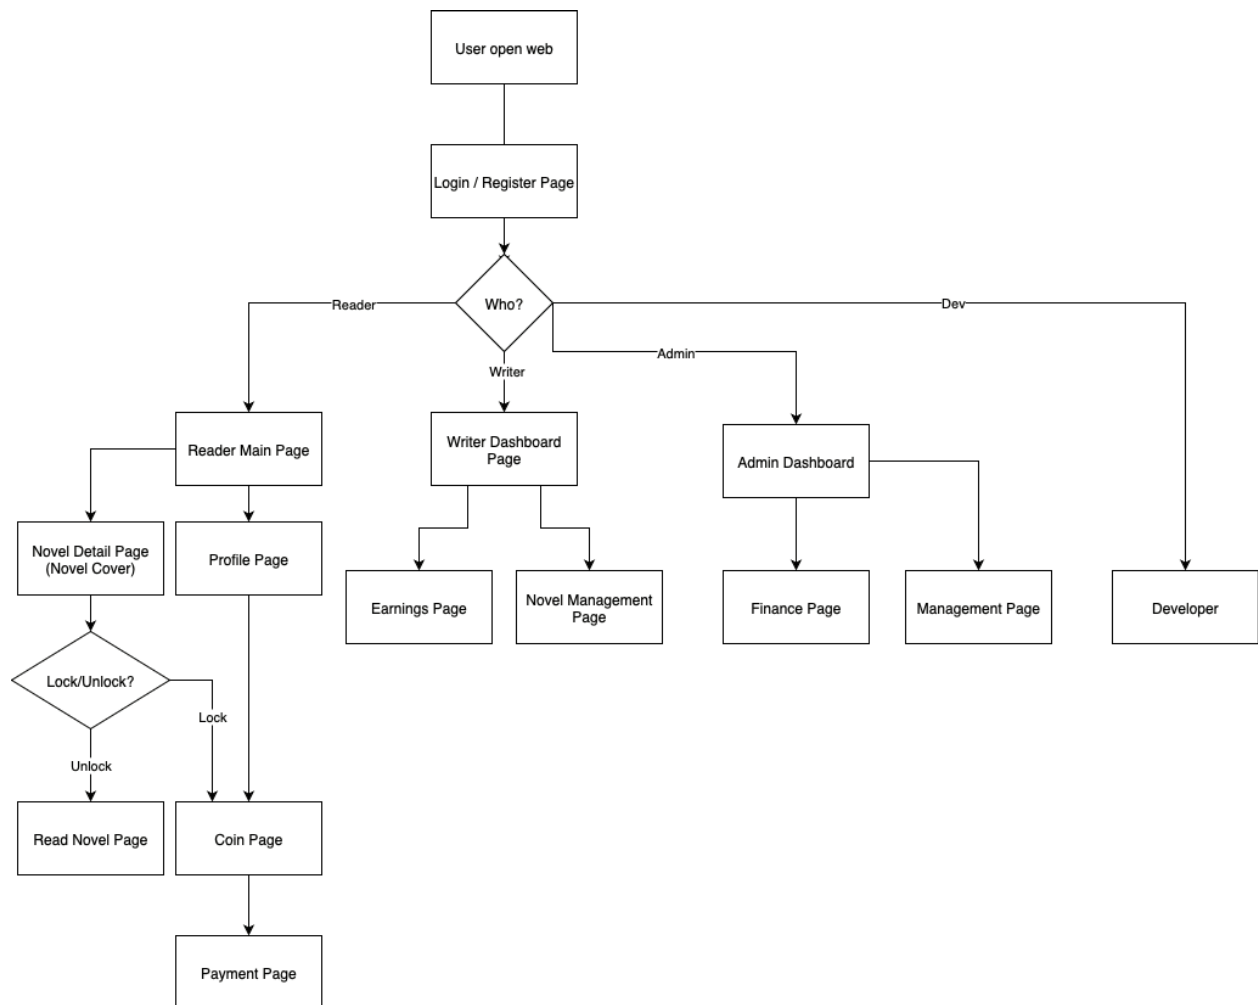 User open web
Login / Register Page
Who?
Reader
Dev
Admin
Writer
Reader Main Page
Writer Dashboard
Page
Admin Dashboard
Novel Detail Page
(Novel Cover)
Profile Page
Earnings Page
Novel Management
Page
Finance Page
Management Page
Developer
Lock/Unlock?
Lock
Unlock
Read Novel Page
Coin Page
Payment Page